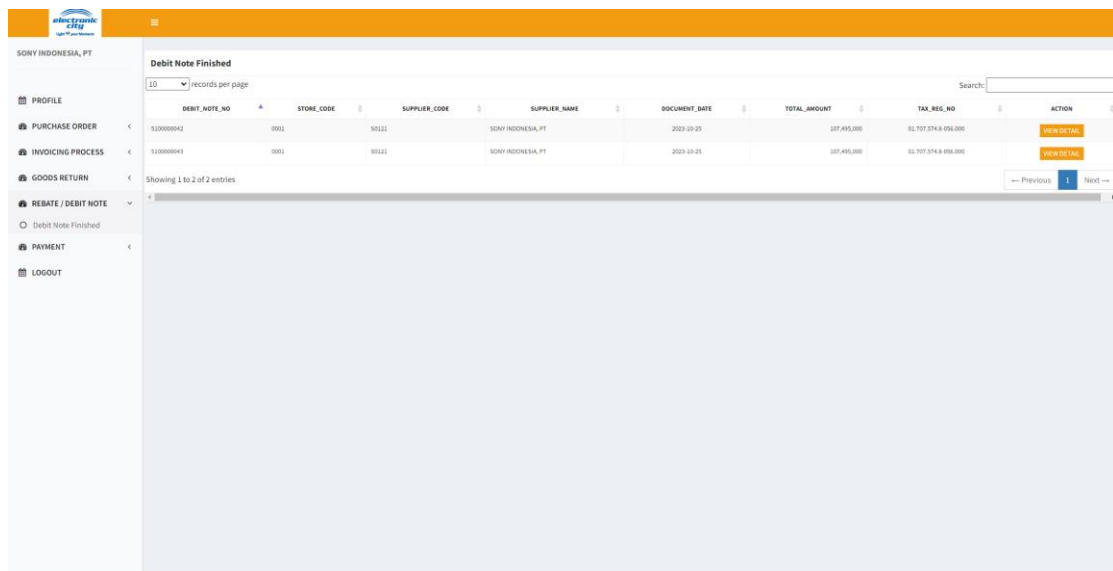 electronic
city
SONY INDONESIA, PT
PROFILE
PURCHASE ORDER
INVOICING PROCESS
GOODS RETURN
REBATE / DEBIT NOTE
Debit Note Finished
PAYMENT
LOGOUT
Debit Note Finished
10 records per page
Search:
DEBIT_NOTE_NO STORE_CODE SUPPLIER_CODE SUPPLIER_NAME DOCUMENT_DATE TOTAL_AMOUNT TAX_REG_NO ACTION
5100000042 0001 S0121 SONY INDONESIA, PT 2023-10-25 107,495,000 01.707.574.8-056.000 VIEW DETAIL
5100000043 0001 S0121 SONY INDONESIA, PT 2023-10-25 107,495,000 01.707.574.8-056.000 VIEW DETAIL
Showing 1 to 2 of 2 entries
← Previous 1 Next →